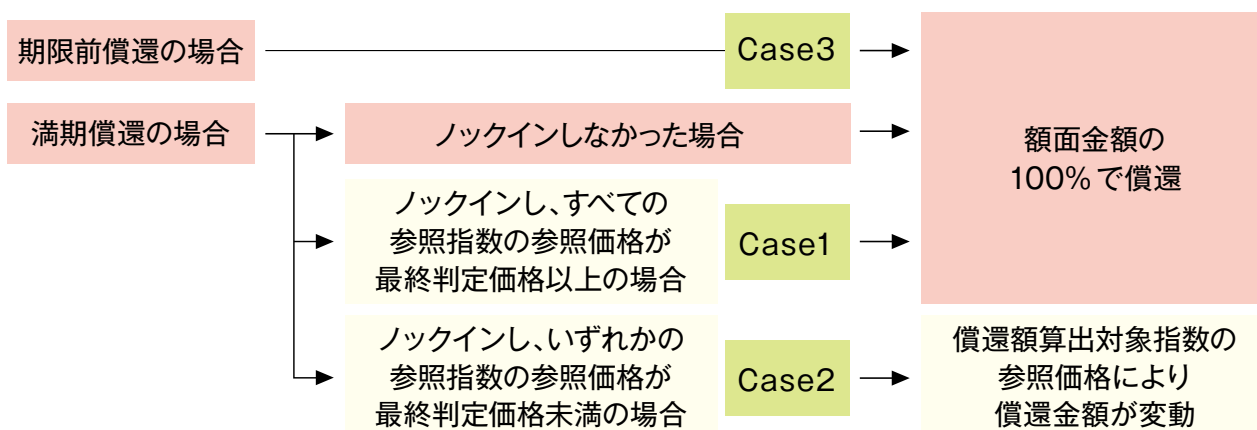 期限前償還の場合
Case3
満期償還の場合
ノックインしなかった場合
額面金額の
100%で償還
ノックインし、すべての
参照指数の参照価格が
最終判定価格以上の場合
Case1
ノックインし、いずれかの
参照指数の参照価格が
最終判定価格未満の場合
Case2
償還額算出対象指数の
参照価格により
償還金額が変動